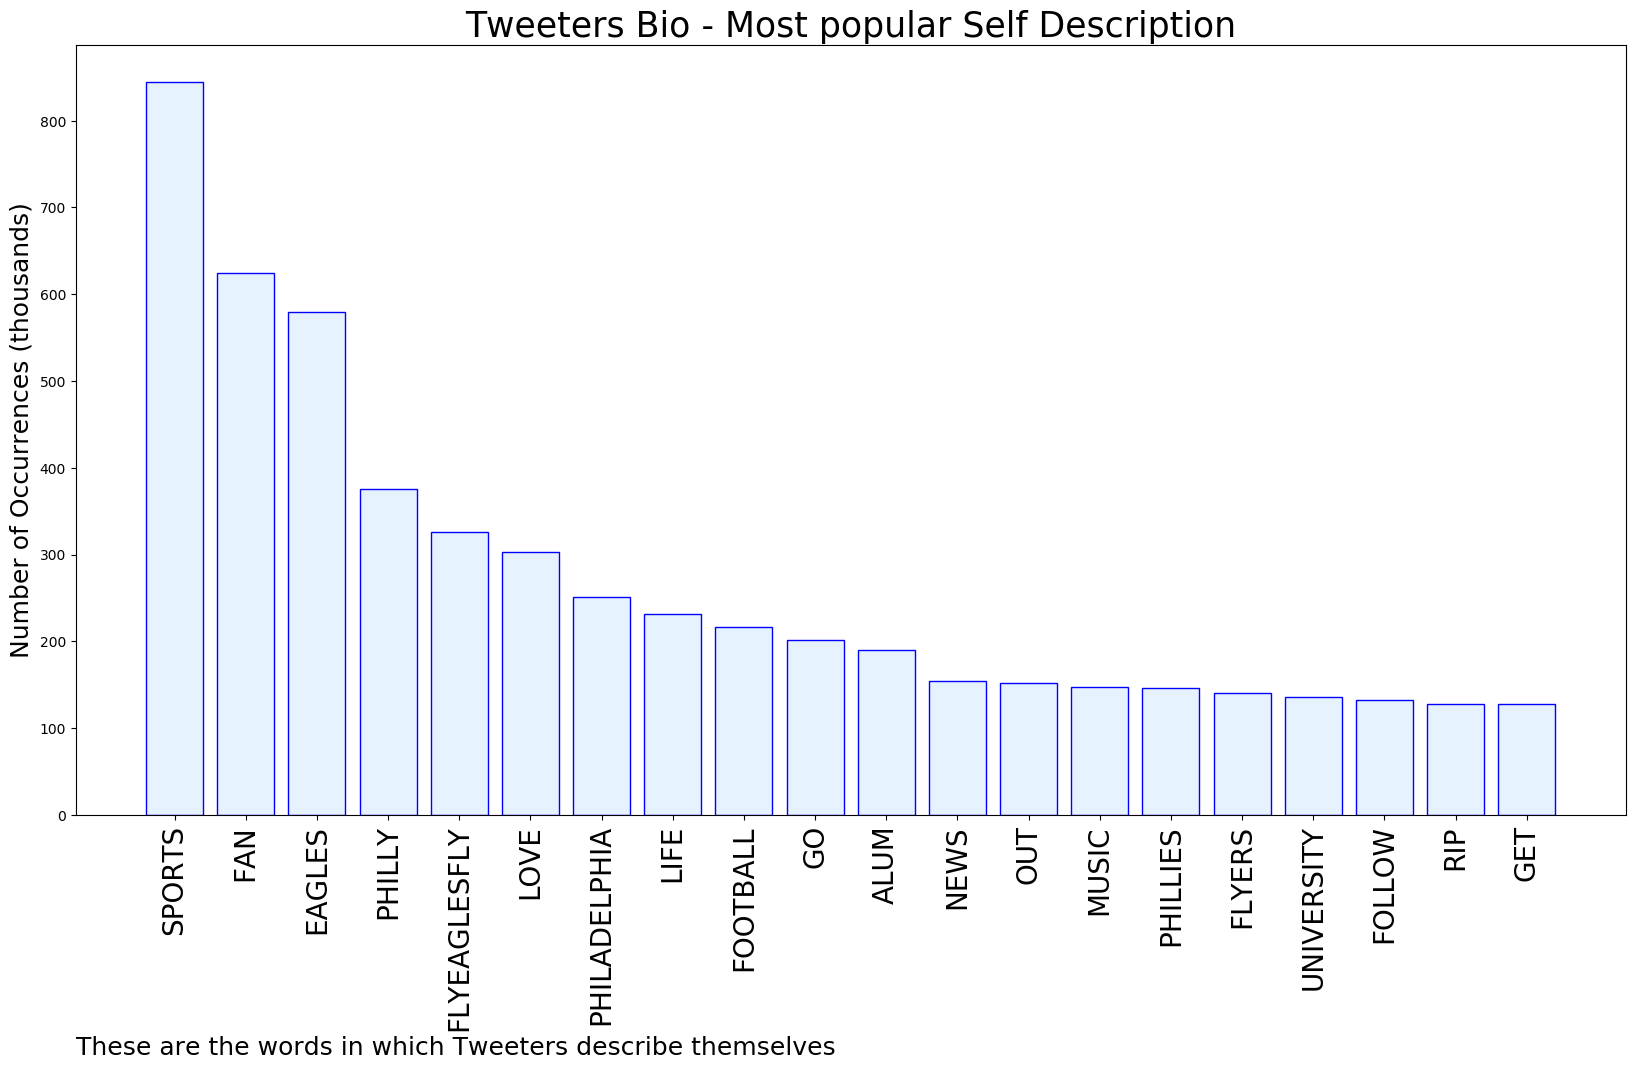 Tweeters Bio - Most popular Self Description
Number of Occurrences (thousands)
800
700
600
500
400
300
200
100
0
SPORTS
FAN
EAGLES
PHILLY
FLYEAGLESFLY
LOVE
PHILADELPHIA
LIFE
FOOTBALL
GO
ALUM
NEWS
OUT
MUSIC
PHILLIES
FLYERS
UNIVERSITY
FOLLOW
RIP
GET
These are the words in which Tweeters describe themselves